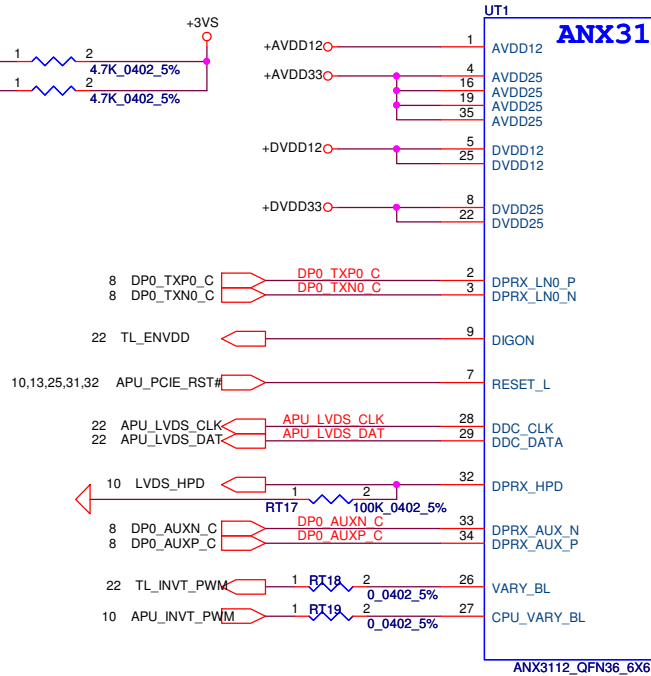 UT1
+3VS
ANX31
1 2
4.7K_0402_5%
1 2
4.7K_0402_5%
+AVDD12 1 AVDD12
+AVDD33 4 AVDD25
16 AVDD25
19 AVDD25
35 AVDD25
+DVDD12 5 DVDD12
25 DVDD12
+DVDD33 8 DVDD25
22 DVDD25
8 DP0_TXP0_C DP0_TXP0_C 2 DPRX_LN0_P
8 DP0_TXN0_C DP0_TXN0_C 3 DPRX_LN0_N
22 TL_ENVDD 9 DIGON
10,13,25,31,32 APU_PCIE_RST# 7 RESET_L
22 APU_LVDS_CLK APU_LVDS_CLK 28 DDC_CLK
22 APU_LVDS_DAT APU_LVDS_DAT 29 DDC_DATA
10 LVDS_HPD 32 DPRX_HPD
1 2
RT17 100K_0402_5%
8 DP0_AUXN_C DP0_AUXN_C 33 DPRX_AUX_N
8 DP0_AUXP_C DP0_AUXP_C 34 DPRX_AUX_P
22 TL_INVT_PWM 1 RT18 2 26 VARY_BL
0_0402_5%
10 APU_INVT_PWM 1 RT19 2 27 CPU_VARY_BL
0_0402_5%
ANX3112_QFN36_6X6